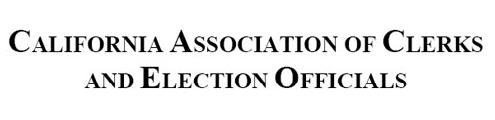 CALIFORNIA ASSOCIATION OF CLERKS
AND ELECTION OFFICIALS